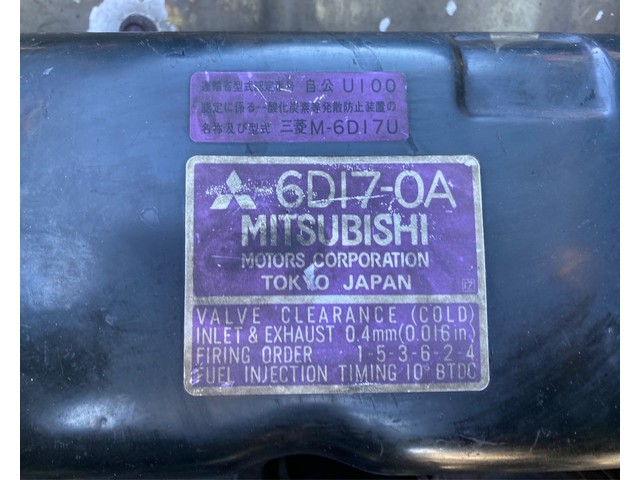 運輸省型式認定番号 自公 U100
認定に係る一酸化炭素等発散防止装置の
名称及び型式 三菱M-6D17U
6D17-0A
MITSUBISHI
MOTORS CORPORATION
TOKYO JAPAN
VALVE CLEARANCE (COLD)
INLET & EXHAUST 0.4mm(0.016in)
FIRING ORDER 1-5-3-6-2-4
FUEL INJECTION TIMING 10° BTDC